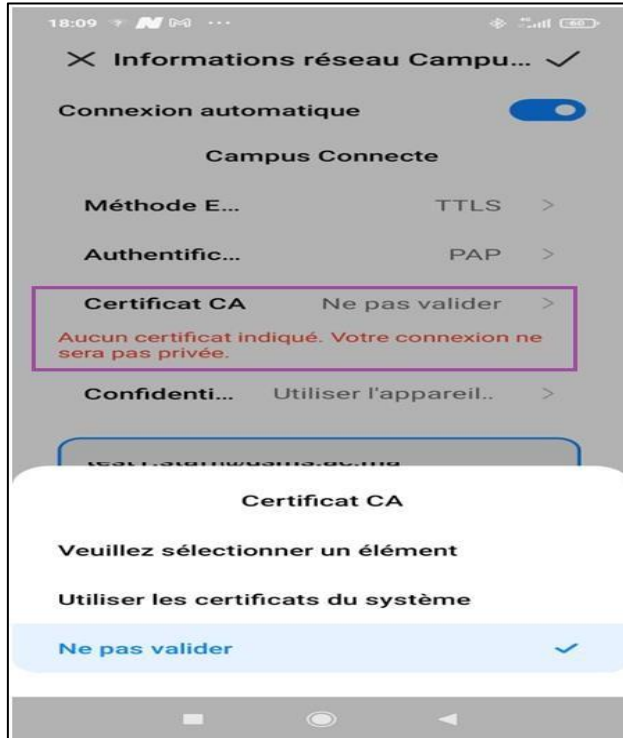 18:09
Informations réseau Campu...
Connexion automatique
Campus Connecte
Méthode E... TTLS
Authentific... PAP
Certificat CA Ne pas valider
Aucun certificat indiqué. Votre connexion ne
sera pas privée.
Confidenti... Utiliser l'appareil..
Certificat CA
Veuillez sélectionner un élément
Utiliser les certificats du système
Ne pas valider